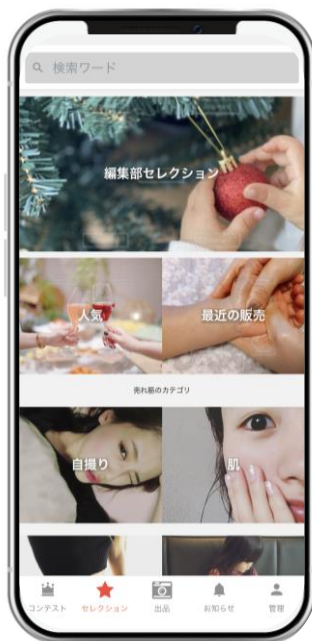 検索ワード
編集部セレクション
人気
最近の販売
売れ筋のカテゴリ
自撮り
肌
コンテスト
セレクション
出品
お知らせ
管理